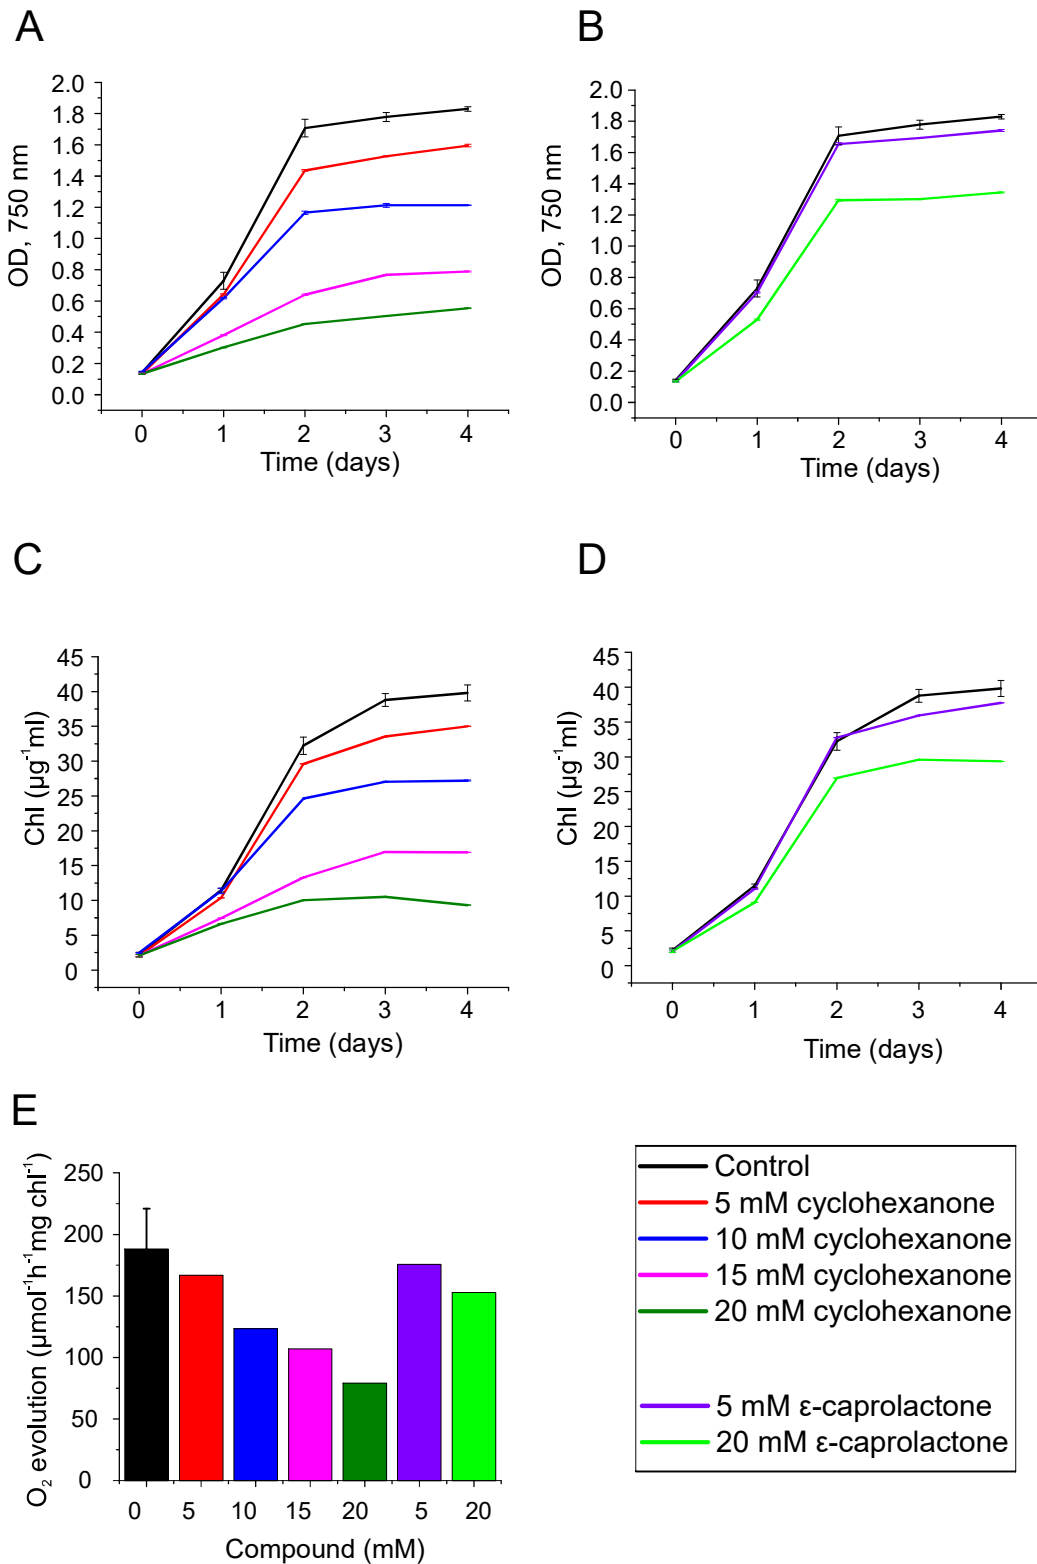 A
B
2.0
1.8
1.6
1.4
1.2
1.0
0.8
0.6
0.4
0.2
0.0
OD, 750 nm
0 1 2 3 4
Time (days)
2.0
1.8
1.6
1.4
1.2
1.0
0.8
0.6
0.4
0.2
0.0
OD, 750 nm
0 1 2 3 4
Time (days)
C
D
45
40
35
30
25
20
15
10
5
0
Chl (µg⁻¹ml)
0 1 2 3 4
Time (days)
45
40
35
30
25
20
15
10
5
0
Chl (µg⁻¹ml)
0 1 2 3 4
Time (days)
E
250
200
150
100
50
0
O₂ evolution (µmol⁻¹h⁻¹mg chl⁻¹)
0 5 10 15 20 5 20
Compound (mM)
Control
5 mM cyclohexanone
10 mM cyclohexanone
15 mM cyclohexanone
20 mM cyclohexanone
5 mM ε-caprolactone
20 mM ε-caprolactone